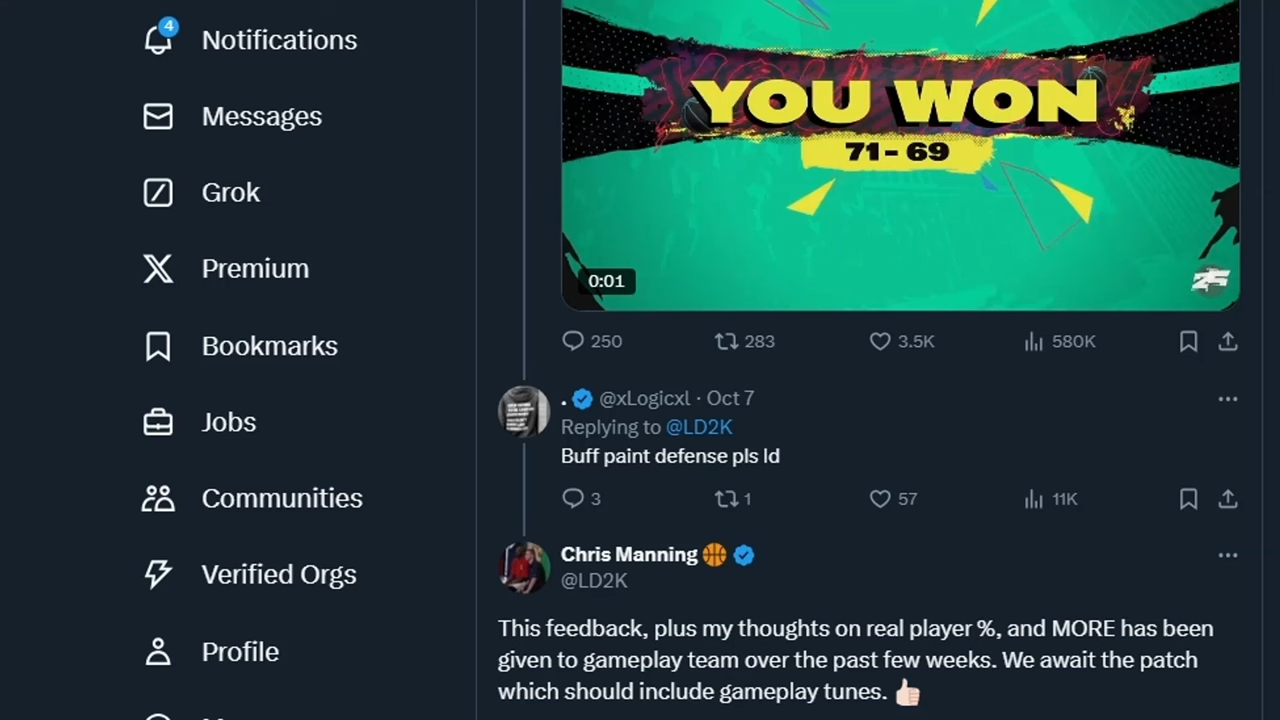 4
Notifications
Messages
Grok
Premium
Bookmarks
Jobs
Communities
Verified Orgs
Profile
YOU WON
71-69
0:01
25
250 283 3.5K 580K
. @xLogicxl · Oct 7
Replying to @LD2K
Buff paint defense pls ld
3 1 57 11K
Chris Manning 🏀
@LD2K
This feedback, plus my thoughts on real player %, and MORE has been
given to gameplay team over the past few weeks. We await the patch
which should include gameplay tunes. 👍🏻